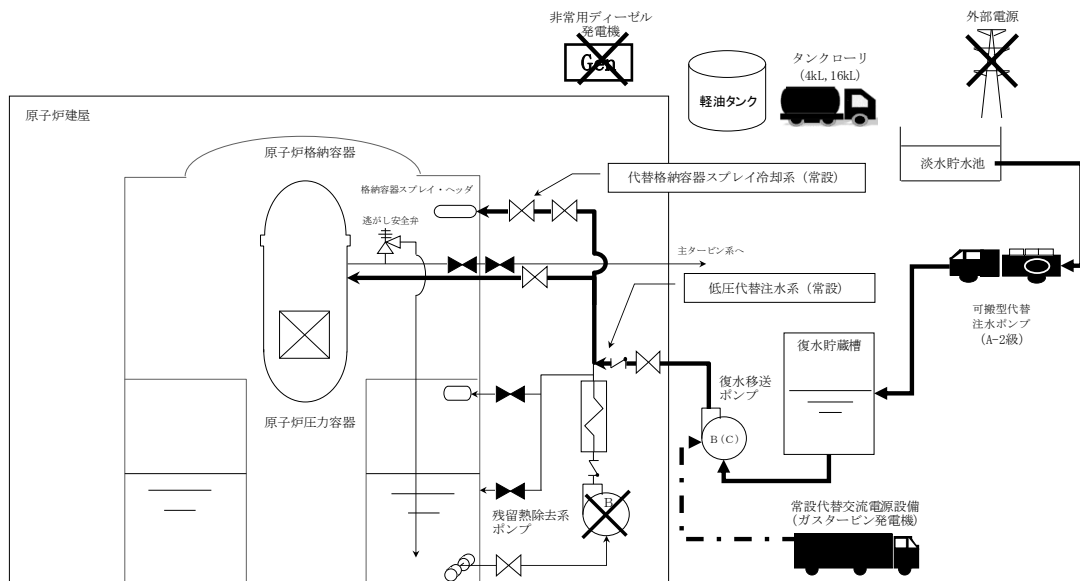 非常用ディーゼル
発電機
Gen
外部電源
タンクローリ
(4kL,16kL)
軽油タンク
原子炉建屋
原子炉格納容器
淡水貯水池
代替格納容器スプレイ冷却系（常設）
格納容器スプレイ・ヘッダ
逃がし安全弁
主タービン系へ
低圧代替注水系（常設）
可搬型代替
注水ポンプ
(A-2級)
復水貯蔵槽
復水移送
ポンプ
B(C)
原子炉圧力容器
B
残留熱除去系
ポンプ
常設代替交流電源設備
(ガスタービン発電機)